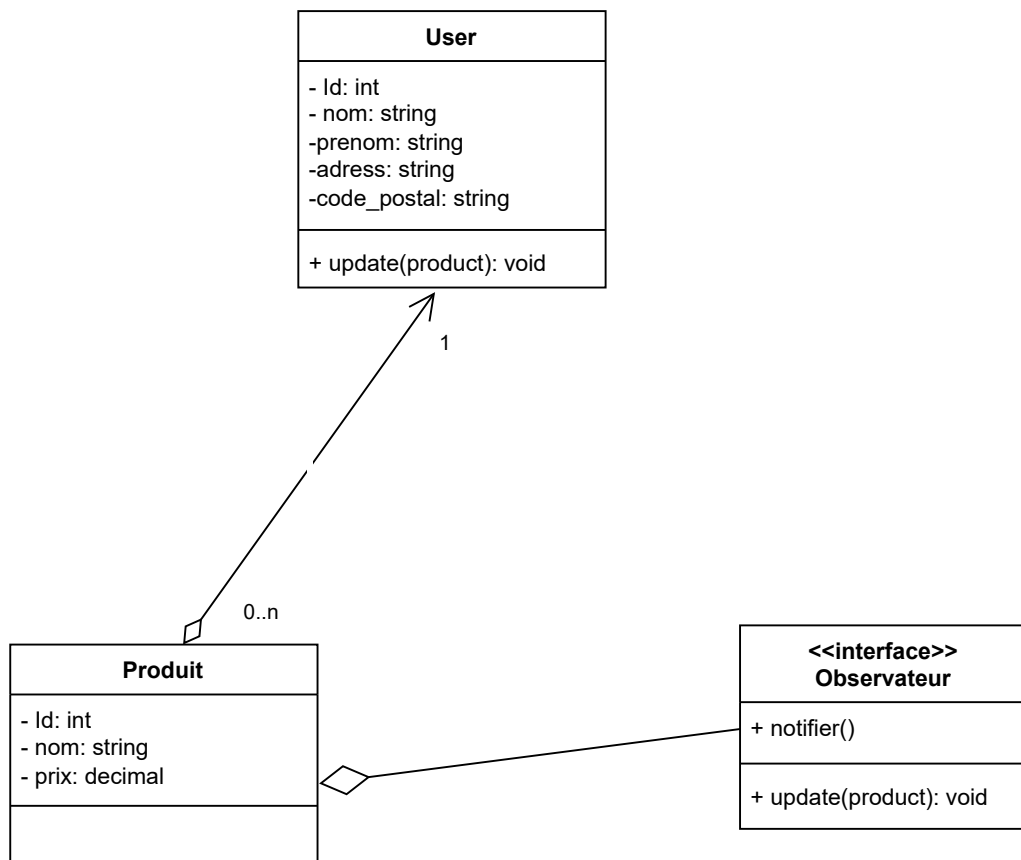 User
- Id: int
- nom: string
-prenom: string
-adress: string
-code_postal: string
+ update(product): void
1
0..n
Produit
- Id: int
- nom: string
- prix: decimal
<<interface>>
Observateur
+ notifier()
+ update(product): void